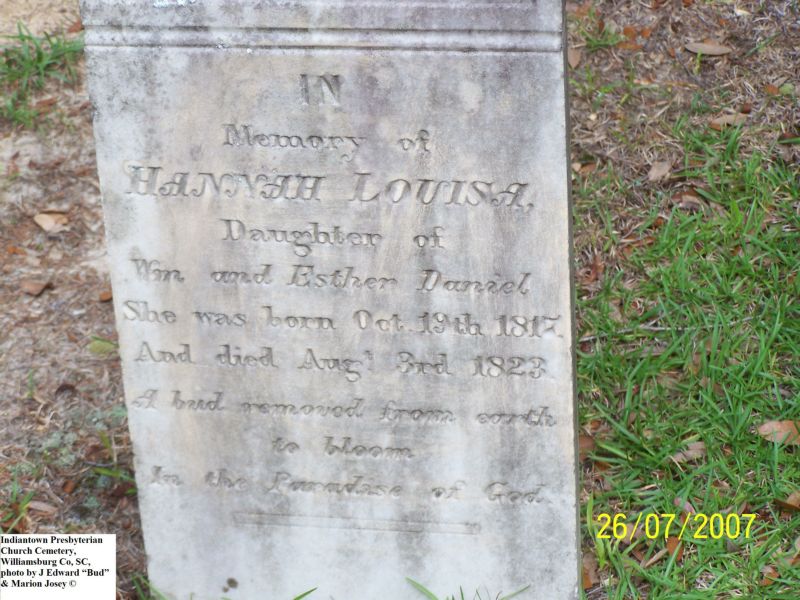 IN
Memory of
HANNAH LOUISA,
Daughter of
Wm and Esther Daniel
She was born Oct. 19th 1817.
And died Augt 3rd 1823.
A bud removed from earth
to bloom
In the Paradise of God.
26/07/2007
Indiantown Presbyterian
Church Cemetery,
Williamsburg Co, SC,
photo by J Edward “Bud”
& Marion Josey ©